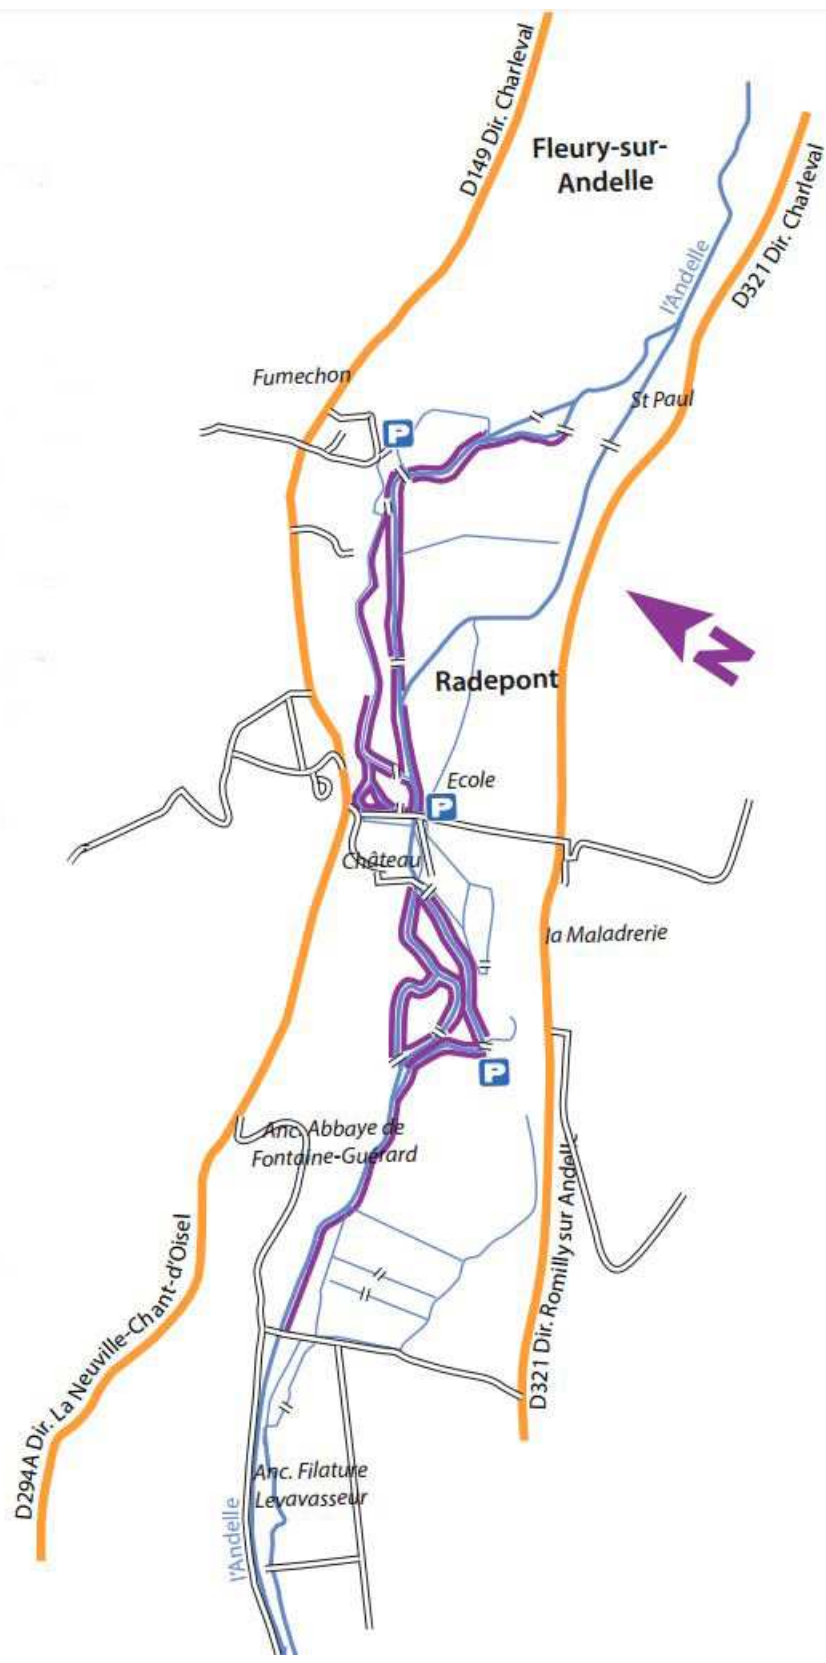 D149 Dir. Charleval
Fleury-sur-
Andelle
D321 Dir. Charleval
l'Andelle
Fumechon
St Paul
P
N
Radepont
Ecole
P
Château
la Maladrerie
P
Anc. Abbaye de
Fontaine-Guérard
D294A Dir. La Neuville-Chant-d'Oisel
D321 Dir. Romilly sur Andelle
Anc. Filature
Levavasseur
l'Andelle